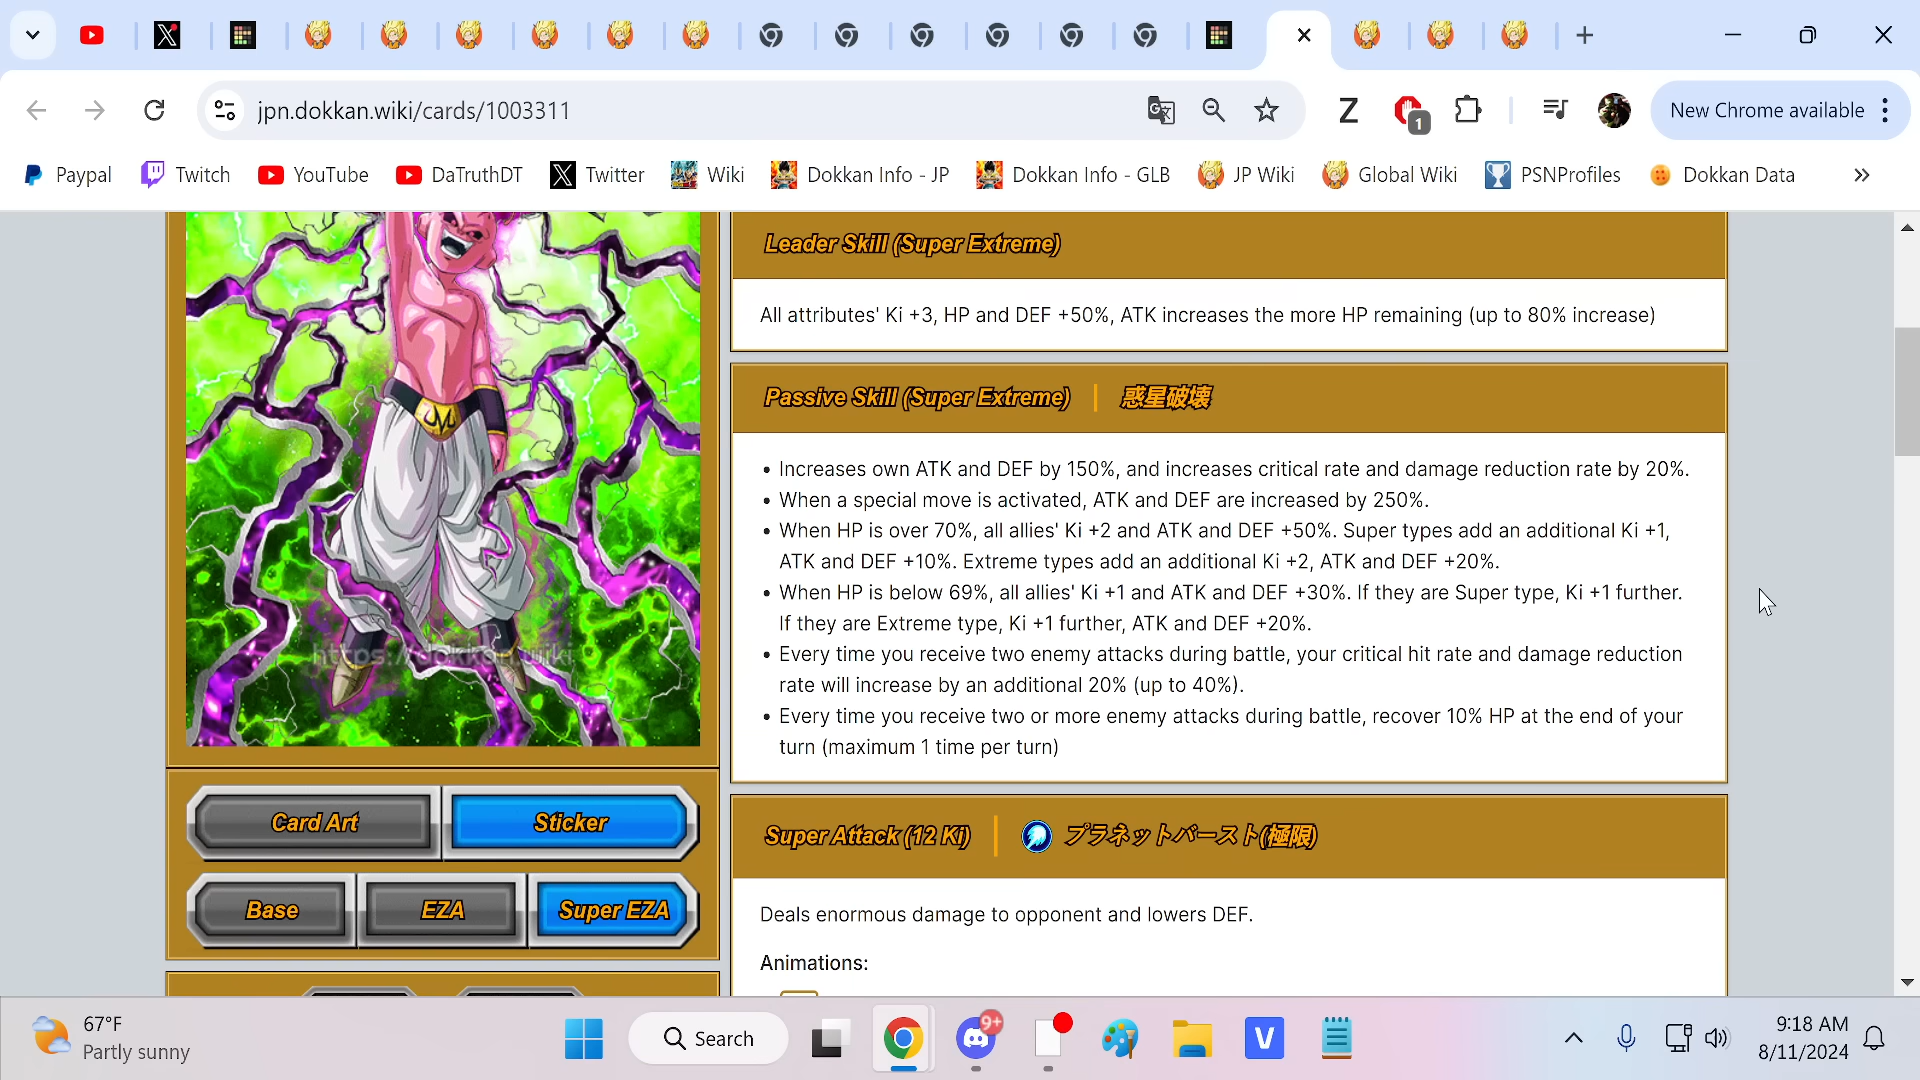 jpn.dokkan.wiki/cards/1003311
1
New Chrome available
Paypal
Twitch
YouTube
DaTruthDT
Twitter
Wiki
Dokkan Info - JP
Dokkan Info - GLB
JP Wiki
Global Wiki
PSNProfiles
Dokkan Data
Leader Skill (Super Extreme)
All attributes' Ki +3, HP and DEF +50%, ATK increases the more HP remaining (up to 80% increase)
Passive Skill (Super Extreme) 惑星破壊
Increases own ATK and DEF by 150%, and increases critical rate and damage reduction rate by 20%.
When a special move is activated, ATK and DEF are increased by 250%.
When HP is over 70%, all allies' Ki +2 and ATK and DEF +50%. Super types add an additional Ki +1,
ATK and DEF +10%. Extreme types add an additional Ki +2, ATK and DEF +20%.
When HP is below 69%, all allies' Ki +1 and ATK and DEF +30%. If they are Super type, Ki +1 further.
If they are Extreme type, Ki +1 further, ATK and DEF +20%.
Every time you receive two enemy attacks during battle, your critical hit rate and damage reduction
rate will increase by an additional 20% (up to 40%).
Every time you receive two or more enemy attacks during battle, recover 10% HP at the end of your
turn (maximum 1 time per turn)
https://dokkan.wiki
Card Art
Sticker
Base
EZA
Super EZA
Super Attack (12 Ki) プラネットバースト(極限)
Deals enormous damage to opponent and lowers DEF.
Animations:
67°F
Partly sunny
Search
9+
9:18 AM
8/11/2024